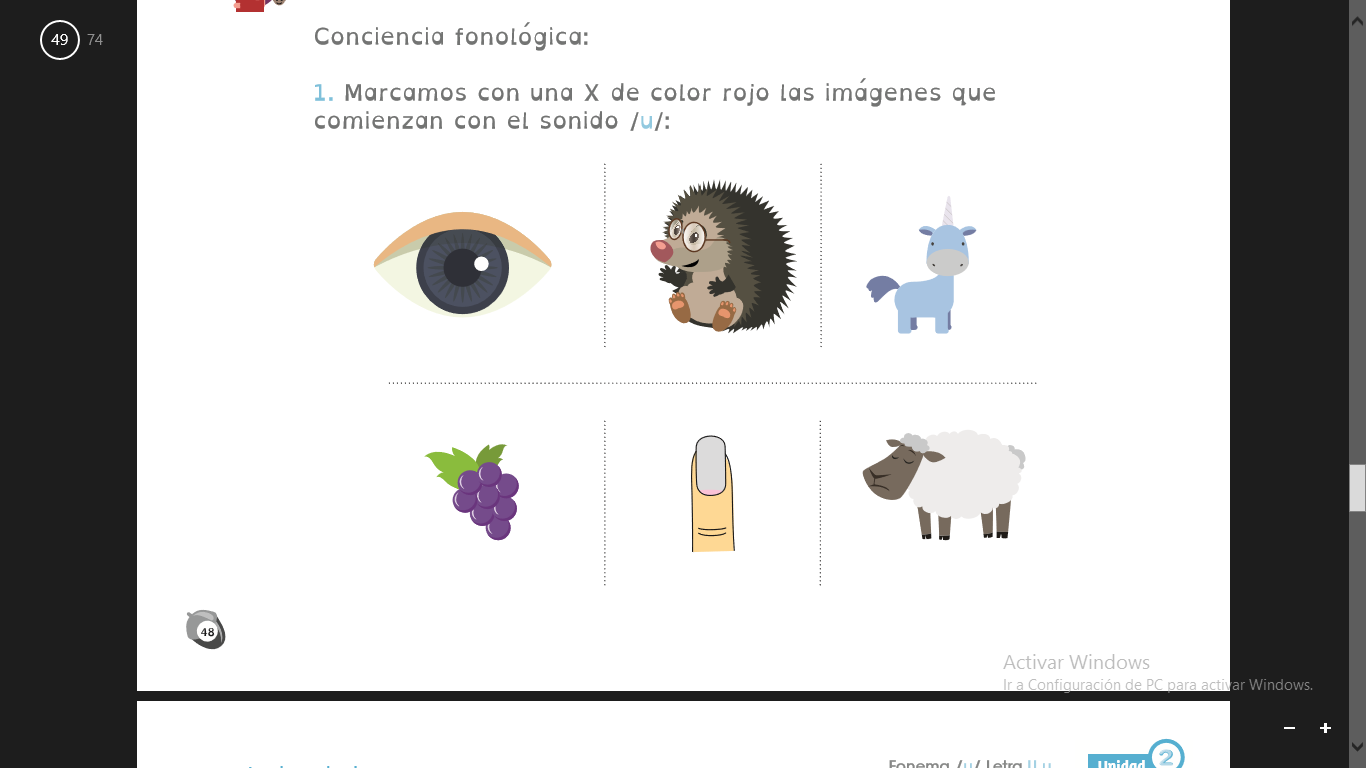 49 74
Conciencia fonológica:
1. Marcamos con una X de color rojo las imágenes que
comienzan con el sonido /u/:
48
Activar Windows
Ir a Configuración de PC para activar Windows.
Fonema /u/ Letra U u
Unidad 2